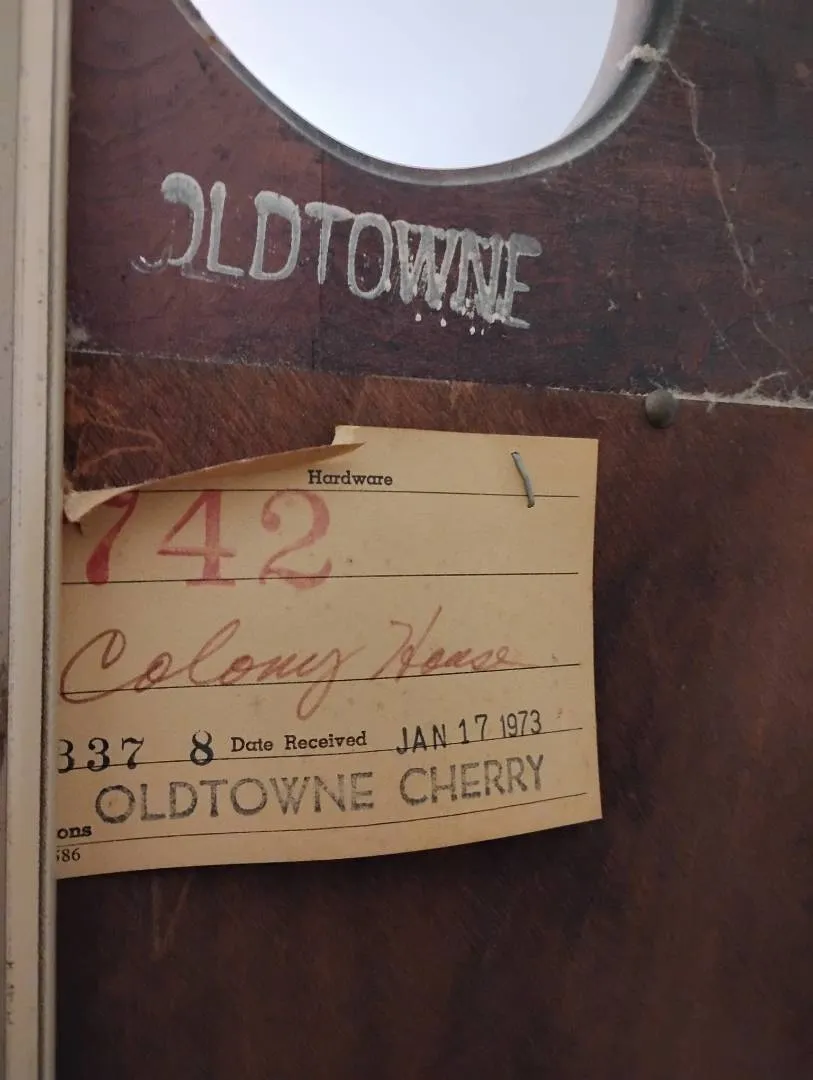 OLDTOWNE
Hardware
742
Colony House
337 8 Date Received JAN 17 1973
OLDTOWNE CHERRY
ons
586